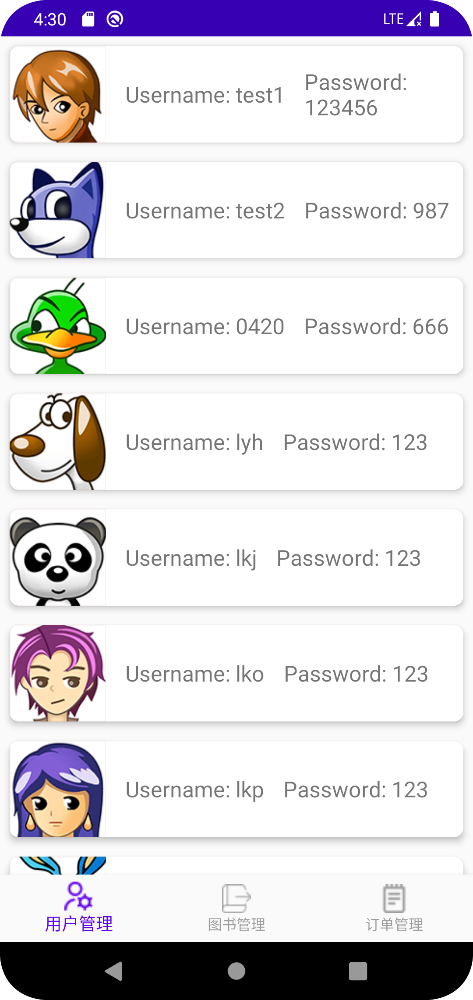 4:30 LTE
Username: test1 Password: 123456
Username: test2 Password: 987
Username: 0420 Password: 666
Username: lyh Password: 123
Username: lkj Password: 123
Username: lko Password: 123
Username: lkp Password: 123
用户管理 图书管理 订单管理